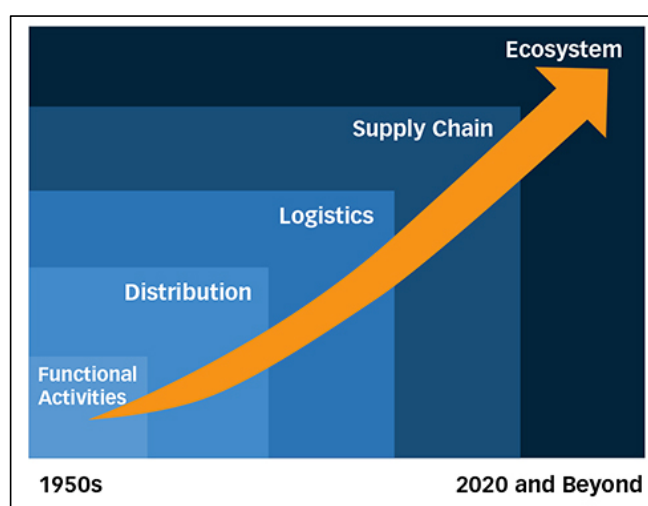 Ecosystem
Supply Chain
Logistics
Distribution
Functional
Activities
1950s
2020 and Beyond